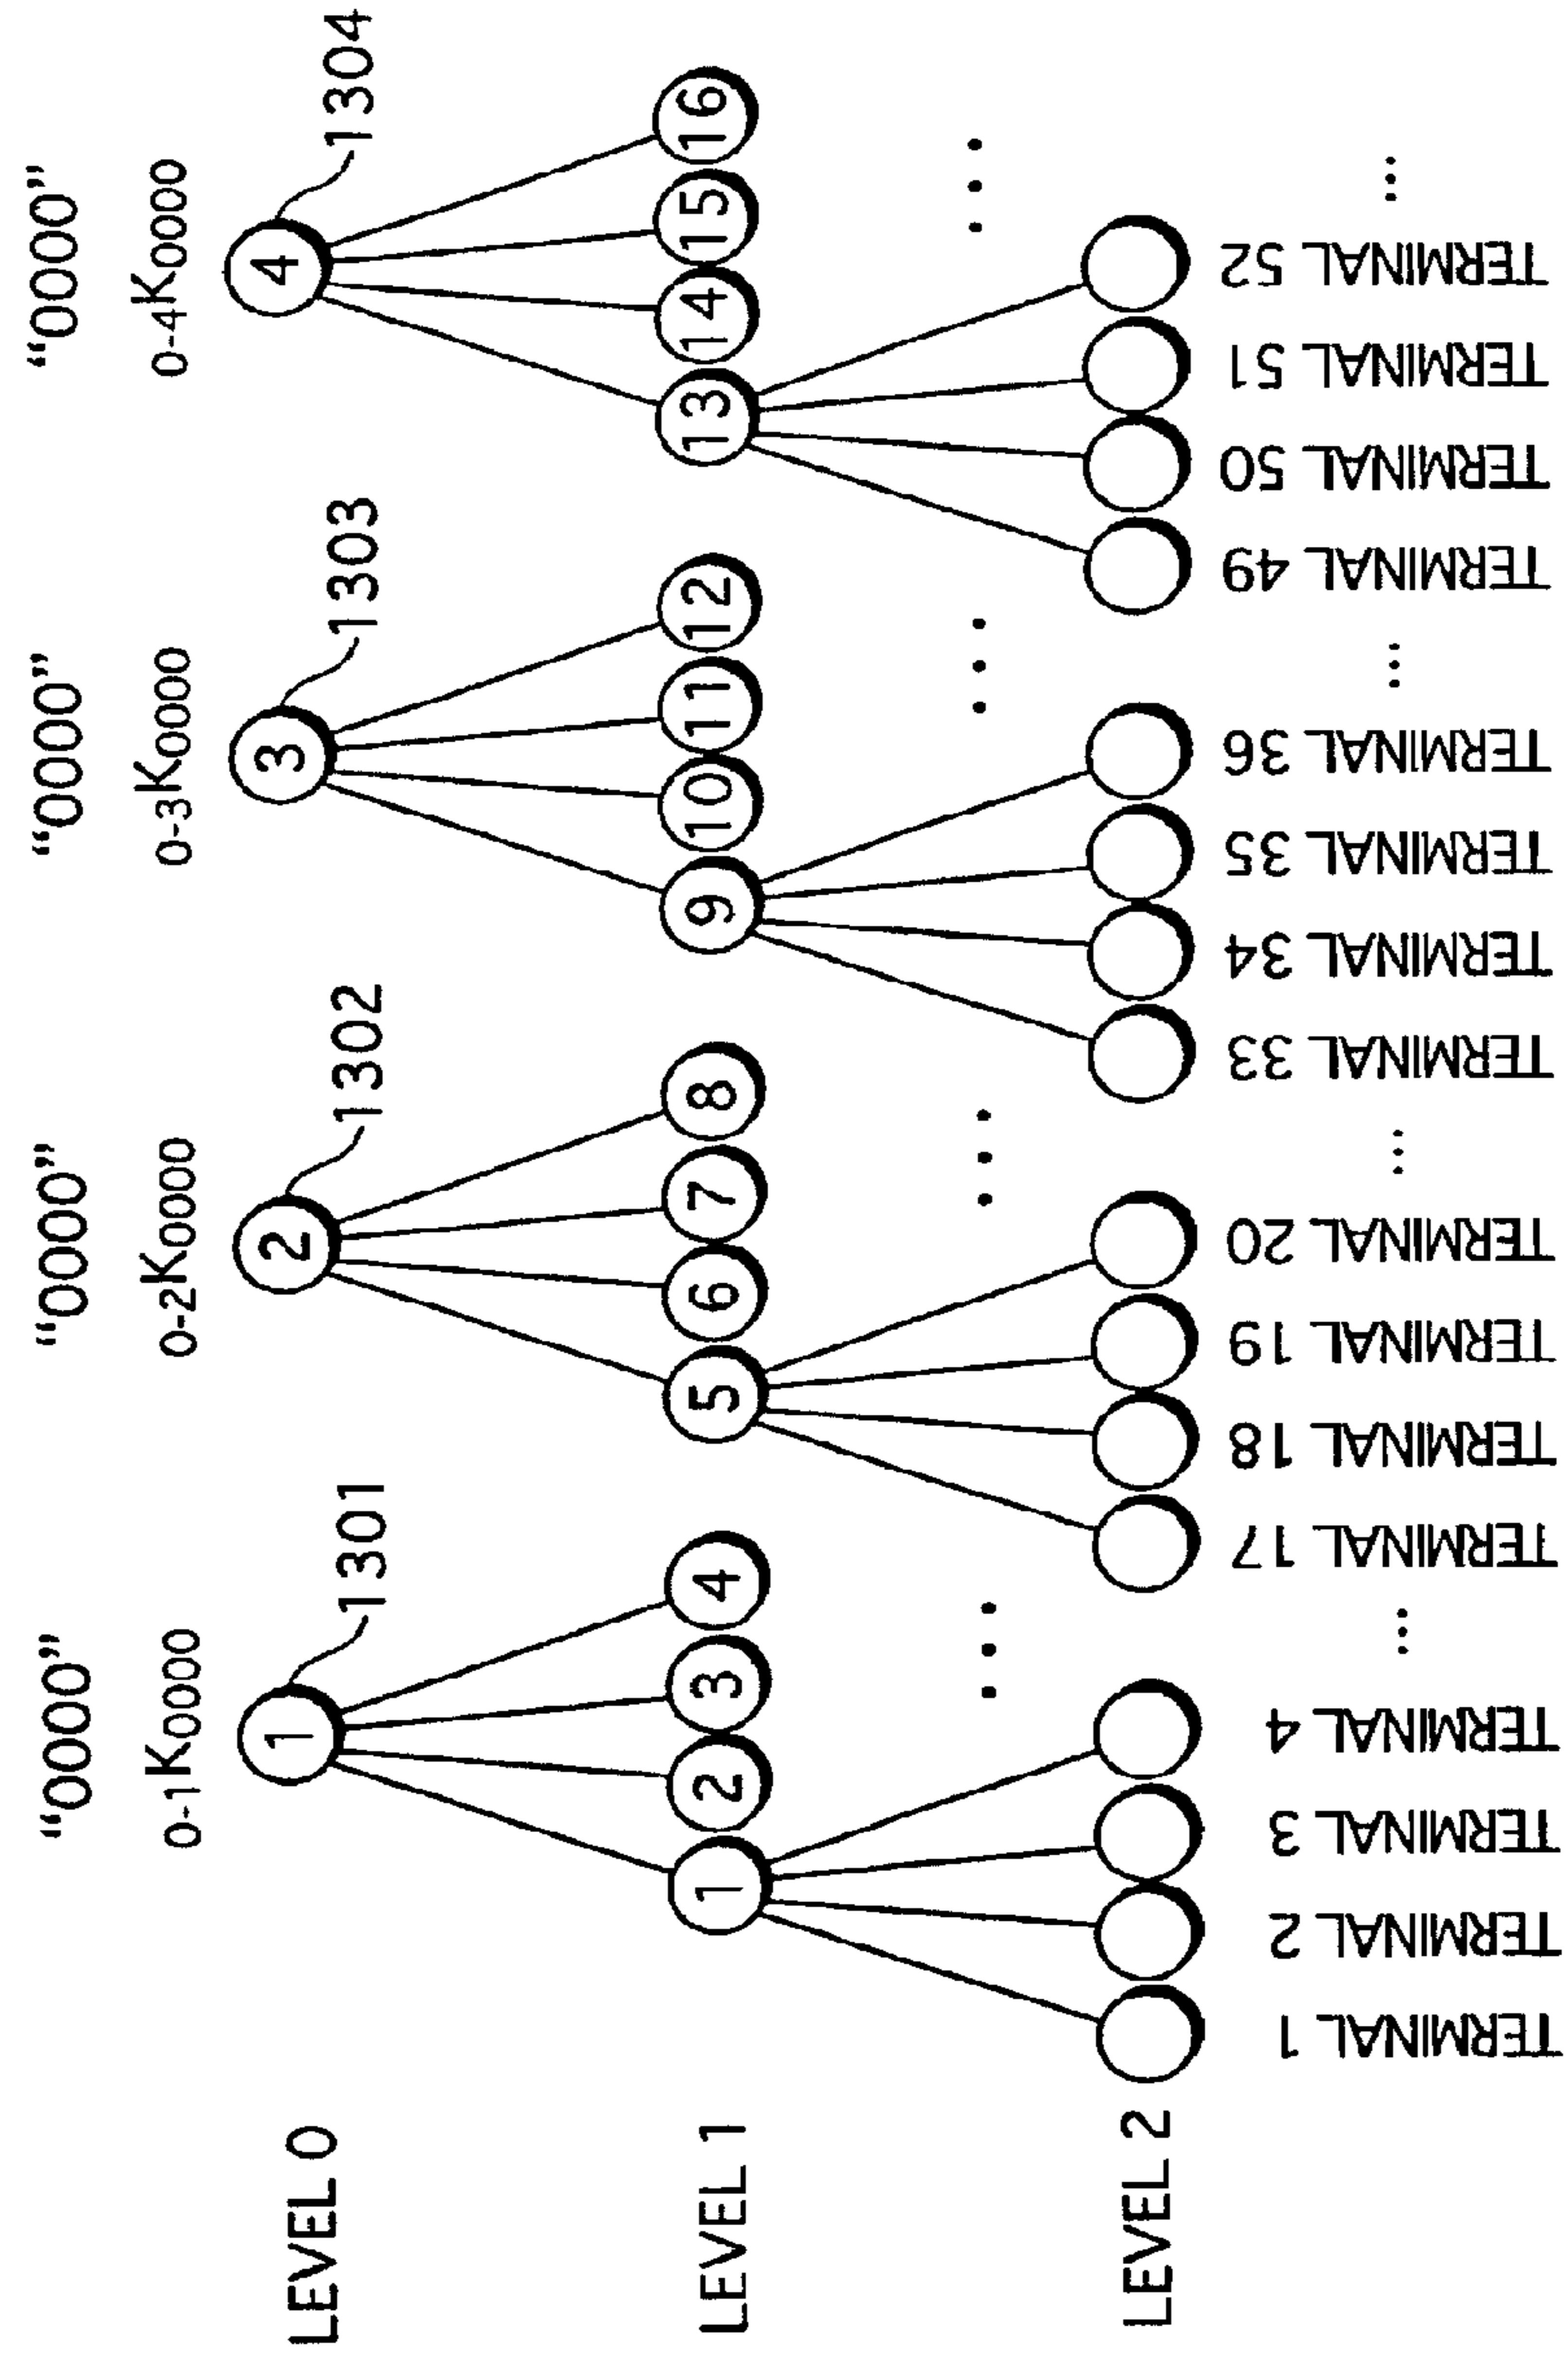 “0000” “0000” “0000” “0000”
0-1K0000 0-2K0000 0-3K0000 0-4K0000
1301 1302 1303 1304
LEVEL 0 1 2 3 4
LEVEL 1 1 2 3 4 5 6 7 8 9 10 11 12 13 14 15 16
... ... ... ...
LEVEL 2
TERMINAL 1
TERMINAL 2
TERMINAL 3
TERMINAL 4
...
TERMINAL 17
TERMINAL 18
TERMINAL 19
TERMINAL 20
...
TERMINAL 33
TERMINAL 34
TERMINAL 35
TERMINAL 36
...
TERMINAL 49
TERMINAL 50
TERMINAL 51
TERMINAL 52
...